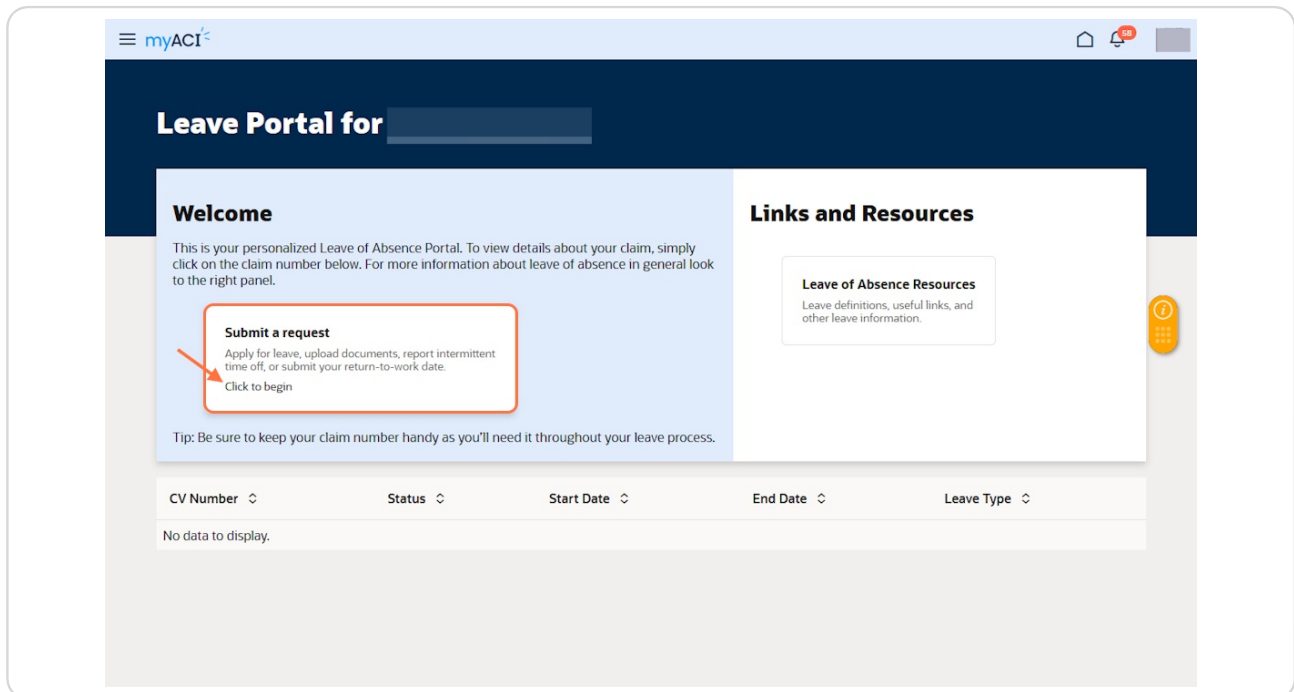 myACI
58
Leave Portal for
Welcome
This is your personalized Leave of Absence Portal. To view details about your claim, simply
click on the claim number below. For more information about leave of absence in general look
to the right panel.
Submit a request
Apply for leave, upload documents, report intermittent
time off, or submit your return-to-work date.
Click to begin
Tip: Be sure to keep your claim number handy as you'll need it throughout your leave process.
Links and Resources
Leave of Absence Resources
Leave definitions, useful links, and
other leave information.
CV Number Status Start Date End Date Leave Type
No data to display.